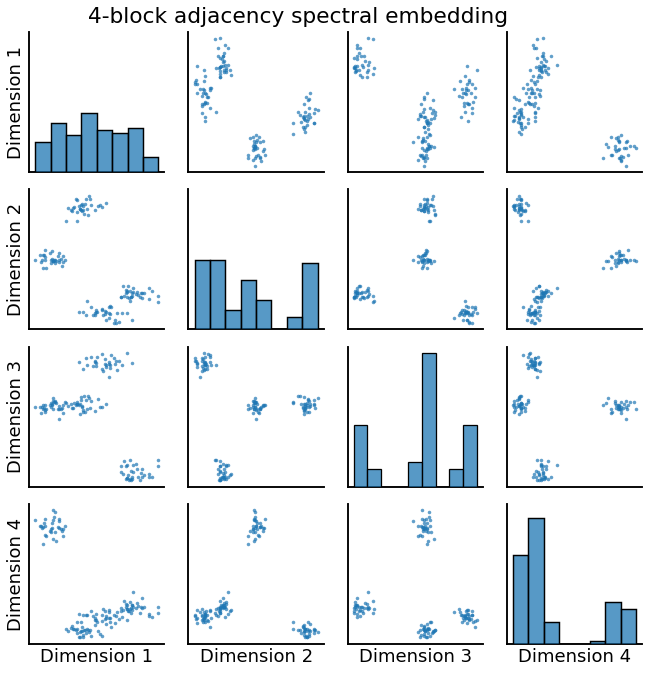 4-block adjacency spectral embedding
Dimension 1
Dimension 2
Dimension 3
Dimension 4
Dimension 1 Dimension 2 Dimension 3 Dimension 4